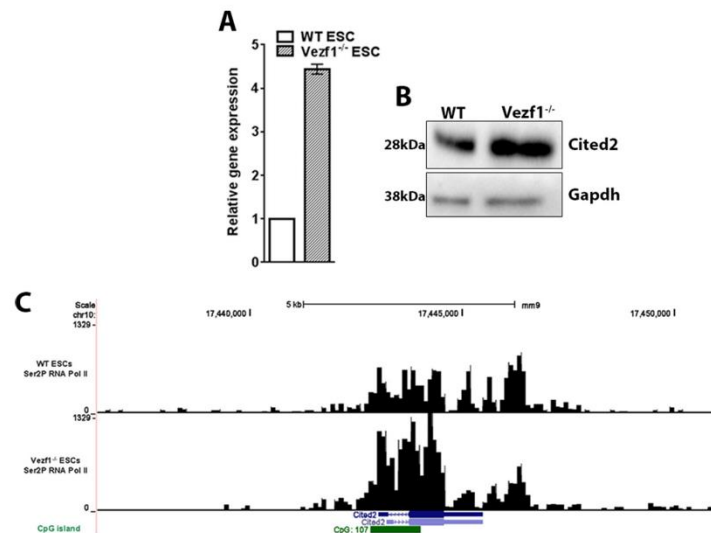 A
WT ESC
Vezf1-/- ESC
Relative gene expression
5
4
3
2
1
0
B
WT Vezf1-/-
28kDa Cited2
38kDa Gapdh
C
Scale 5 kb mm9
chr10: 17,440,000 17,445,000 17,450,000
1329
WT ESCs
Ser2P RNA Pol II
0
1329
Vezf1-/- ESCs
Ser2P RNA Pol II
0
Cited2
Cited2
CpG island CpG: 107